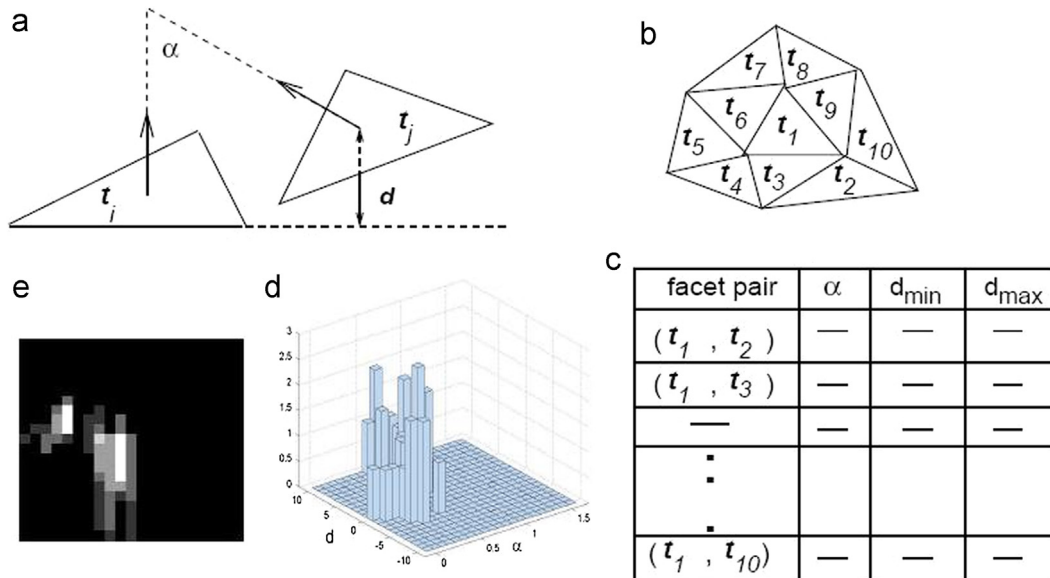 a
α
t_i
t_j
d
b
t_7
t_8
t_6
t_1
t_9
t_5
t_10
t_4
t_3
t_2
e
d
3
2.5
2
1.5
1
0.5
0
10
5
0
-5
-10
d
0
0.5
1
1.5
α
c
facet pair α d_min d_max
(t_1 , t_2) — — —
(t_1 , t_3) — — —
— — — —
(t_1 , t_10) — — —